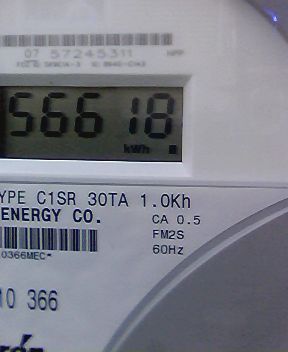 07 57245311
56618
kWh
YPE C1SR 30TA 1.0Kh
ENERGY CO.
CA 0.5
FM2S
60Hz
0366MEC*
10 366
rón